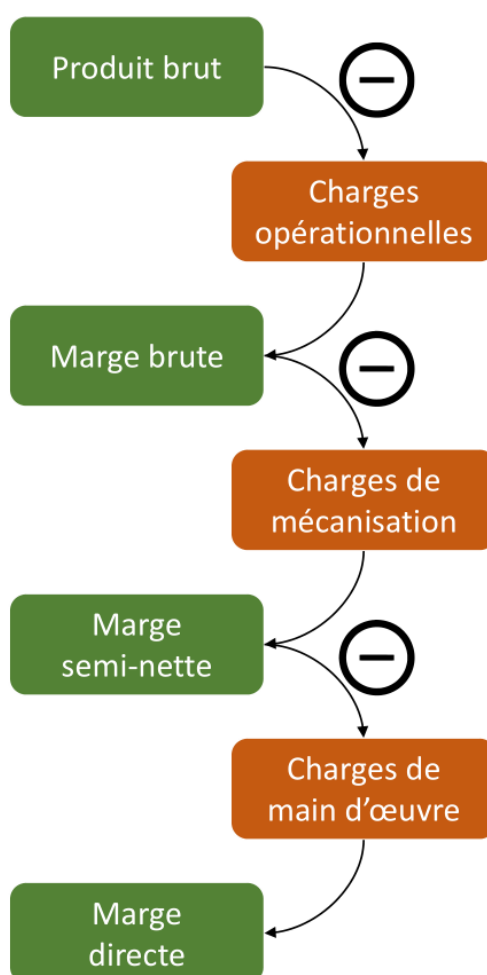 Produit brut
Charges
opérationnelles
Marge brute
Charges de
mécanisation
Marge
semi-nette
Charges de
main d'œuvre
Marge
directe